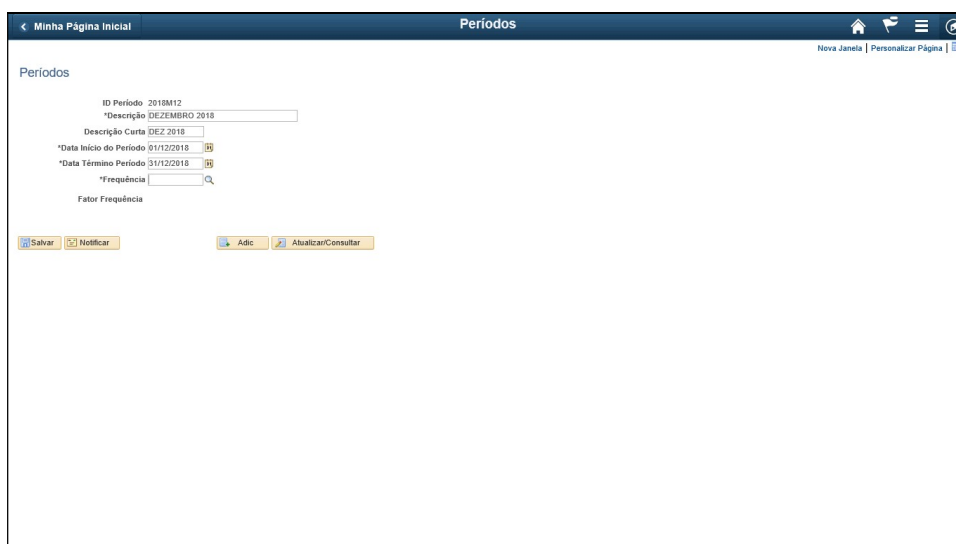 Minha Página Inicial
Períodos
Nova Janela | Personalizar Página |
Períodos
ID Período 2018M12
*Descrição DEZEMBRO 2018
Descrição Curta DEZ 2018
*Data Início do Período 01/12/2018
*Data Término Período 31/12/2018
*Frequência
Fator Frequência
Salvar Notificar Adic Atualizar/Consultar